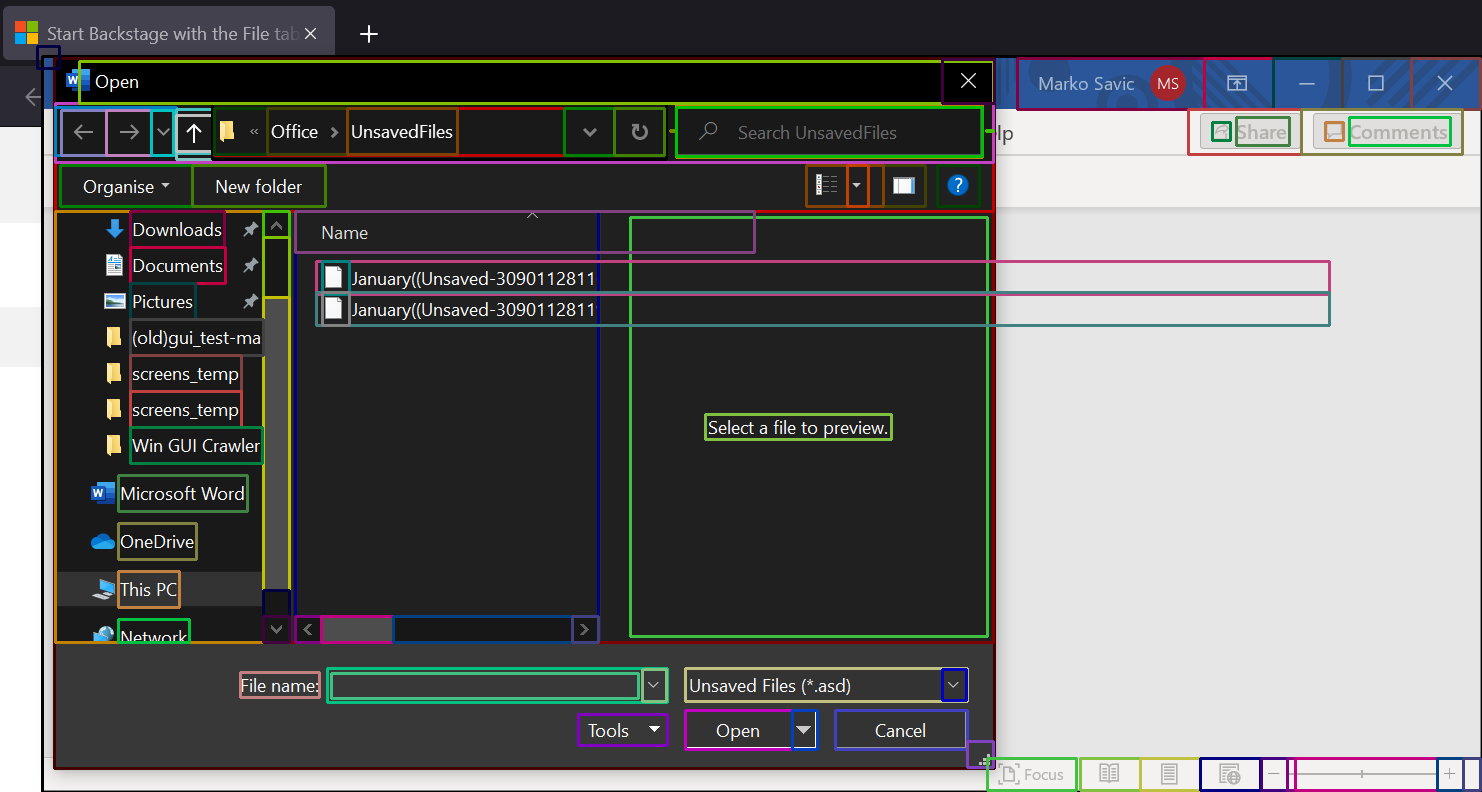 Start Backstage with the File tab
Open
Marko Savic MS
« Office UnsavedFiles
Search UnsavedFiles
lp
Share
Comments
Organise
New folder
?
Downloads
Documents
Pictures
(old)gui_test-ma
screens_temp
screens_temp
Win GUI Crawler
Microsoft Word
OneDrive
This PC
Network
Name
January((Unsaved-3090112811
January((Unsaved-3090112811
Select a file to preview.
File name:
Unsaved Files (*.asd)
Tools
Open
Cancel
Focus